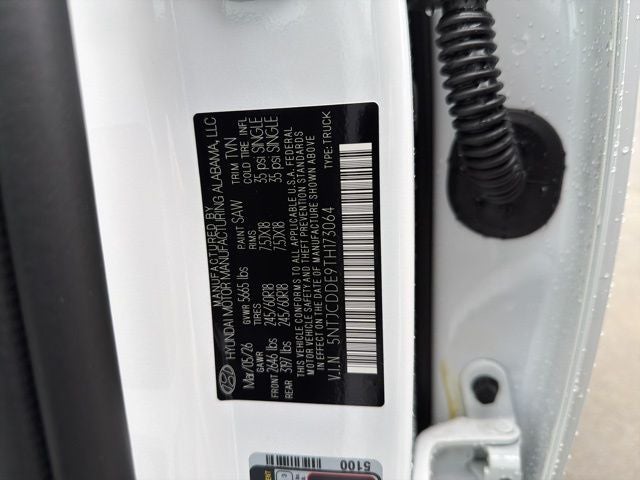 MANUFACTURED BY
HYUNDAI MOTOR MANUFACTURING ALABAMA, LLC
Mar/05/26 GVWR 5665 lbs PAINT SAW TRIM TVN
GAWR TIRES RIMS COLD TIRE INFL
FRONT 2646 lbs 245/60R18 7.5JX18 35 psi SINGLE
REAR 3197 lbs 245/60R18 7.5JX18 35 psi SINGLE
THIS VEHICLE CONFORMS TO ALL APPLICABLE U.S.A. FEDERAL
MOTOR VEHICLE SAFETY AND THEFT PREVENTION STANDARDS
IN EFFECT ON THE DATE OF MANUFACTURE SHOWN ABOVE
V.I.N 5NTJCDDE9TH173064 TYPE: TRUCK
5100